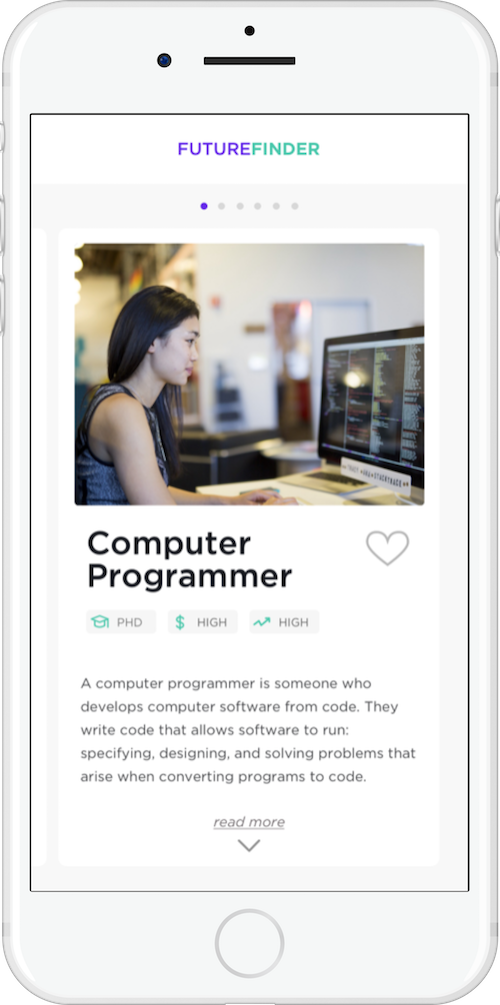 FUTUREFINDER
Computer
Programmer
PHD
HIGH
HIGH
A computer programmer is someone who
develops computer software from code. They
write code that allows software to run:
specifying, designing, and solving problems that
arise when converting programs to code.
read more